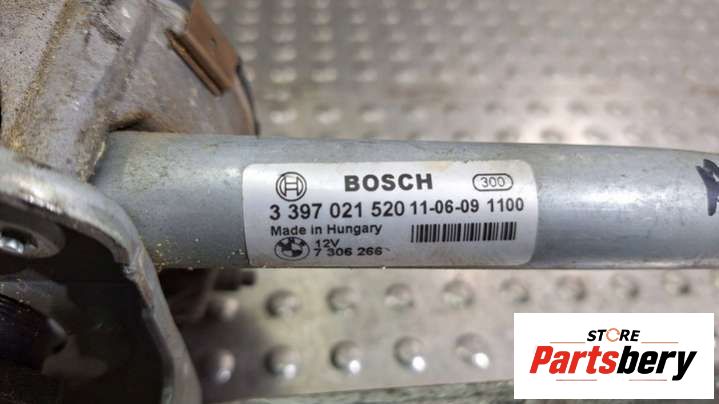 BOSCH 300
3 397 021 520 11-06-09 1100
Made in Hungary
12V
7 306 266
STORE
Partsbery